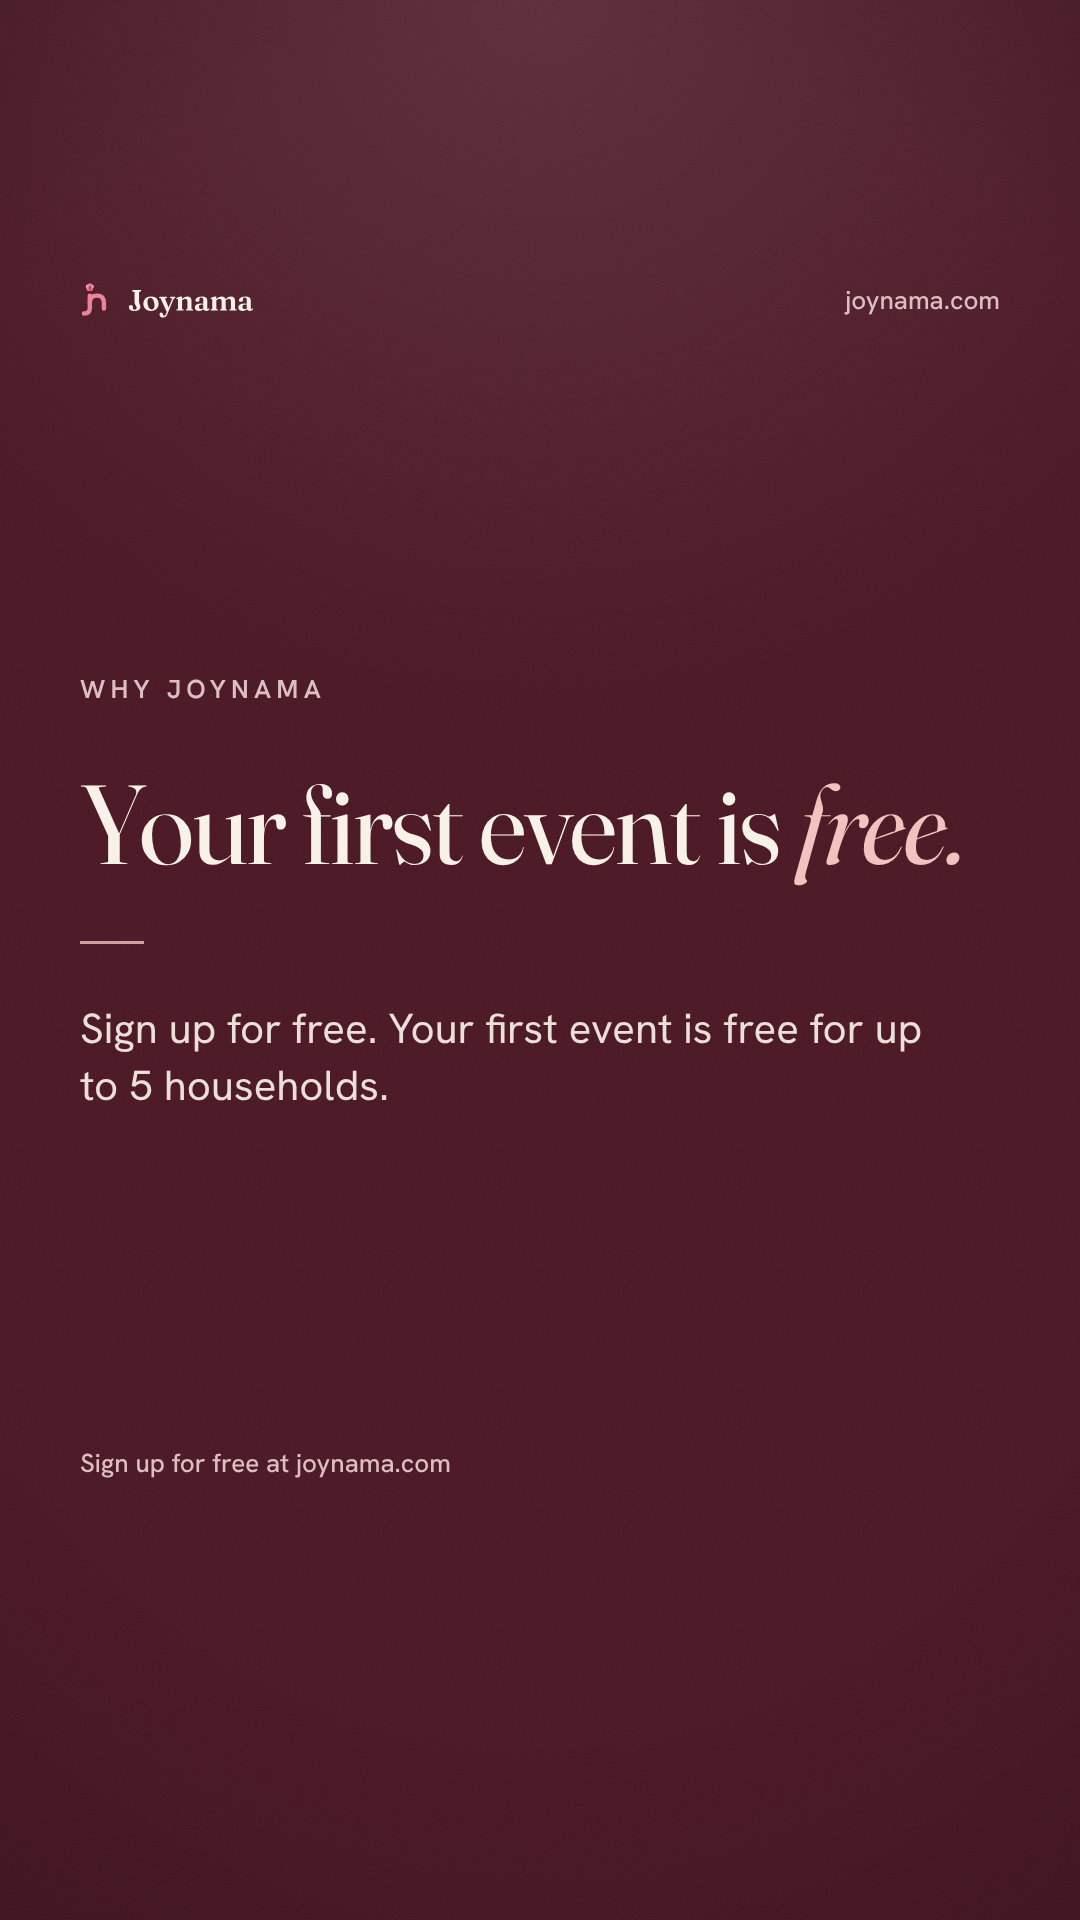 Joynama
joynama.com
WHY JOYNAMA
Your first event is free.
Sign up for free. Your first event is free for up
to 5 households.
Sign up for free at joynama.com